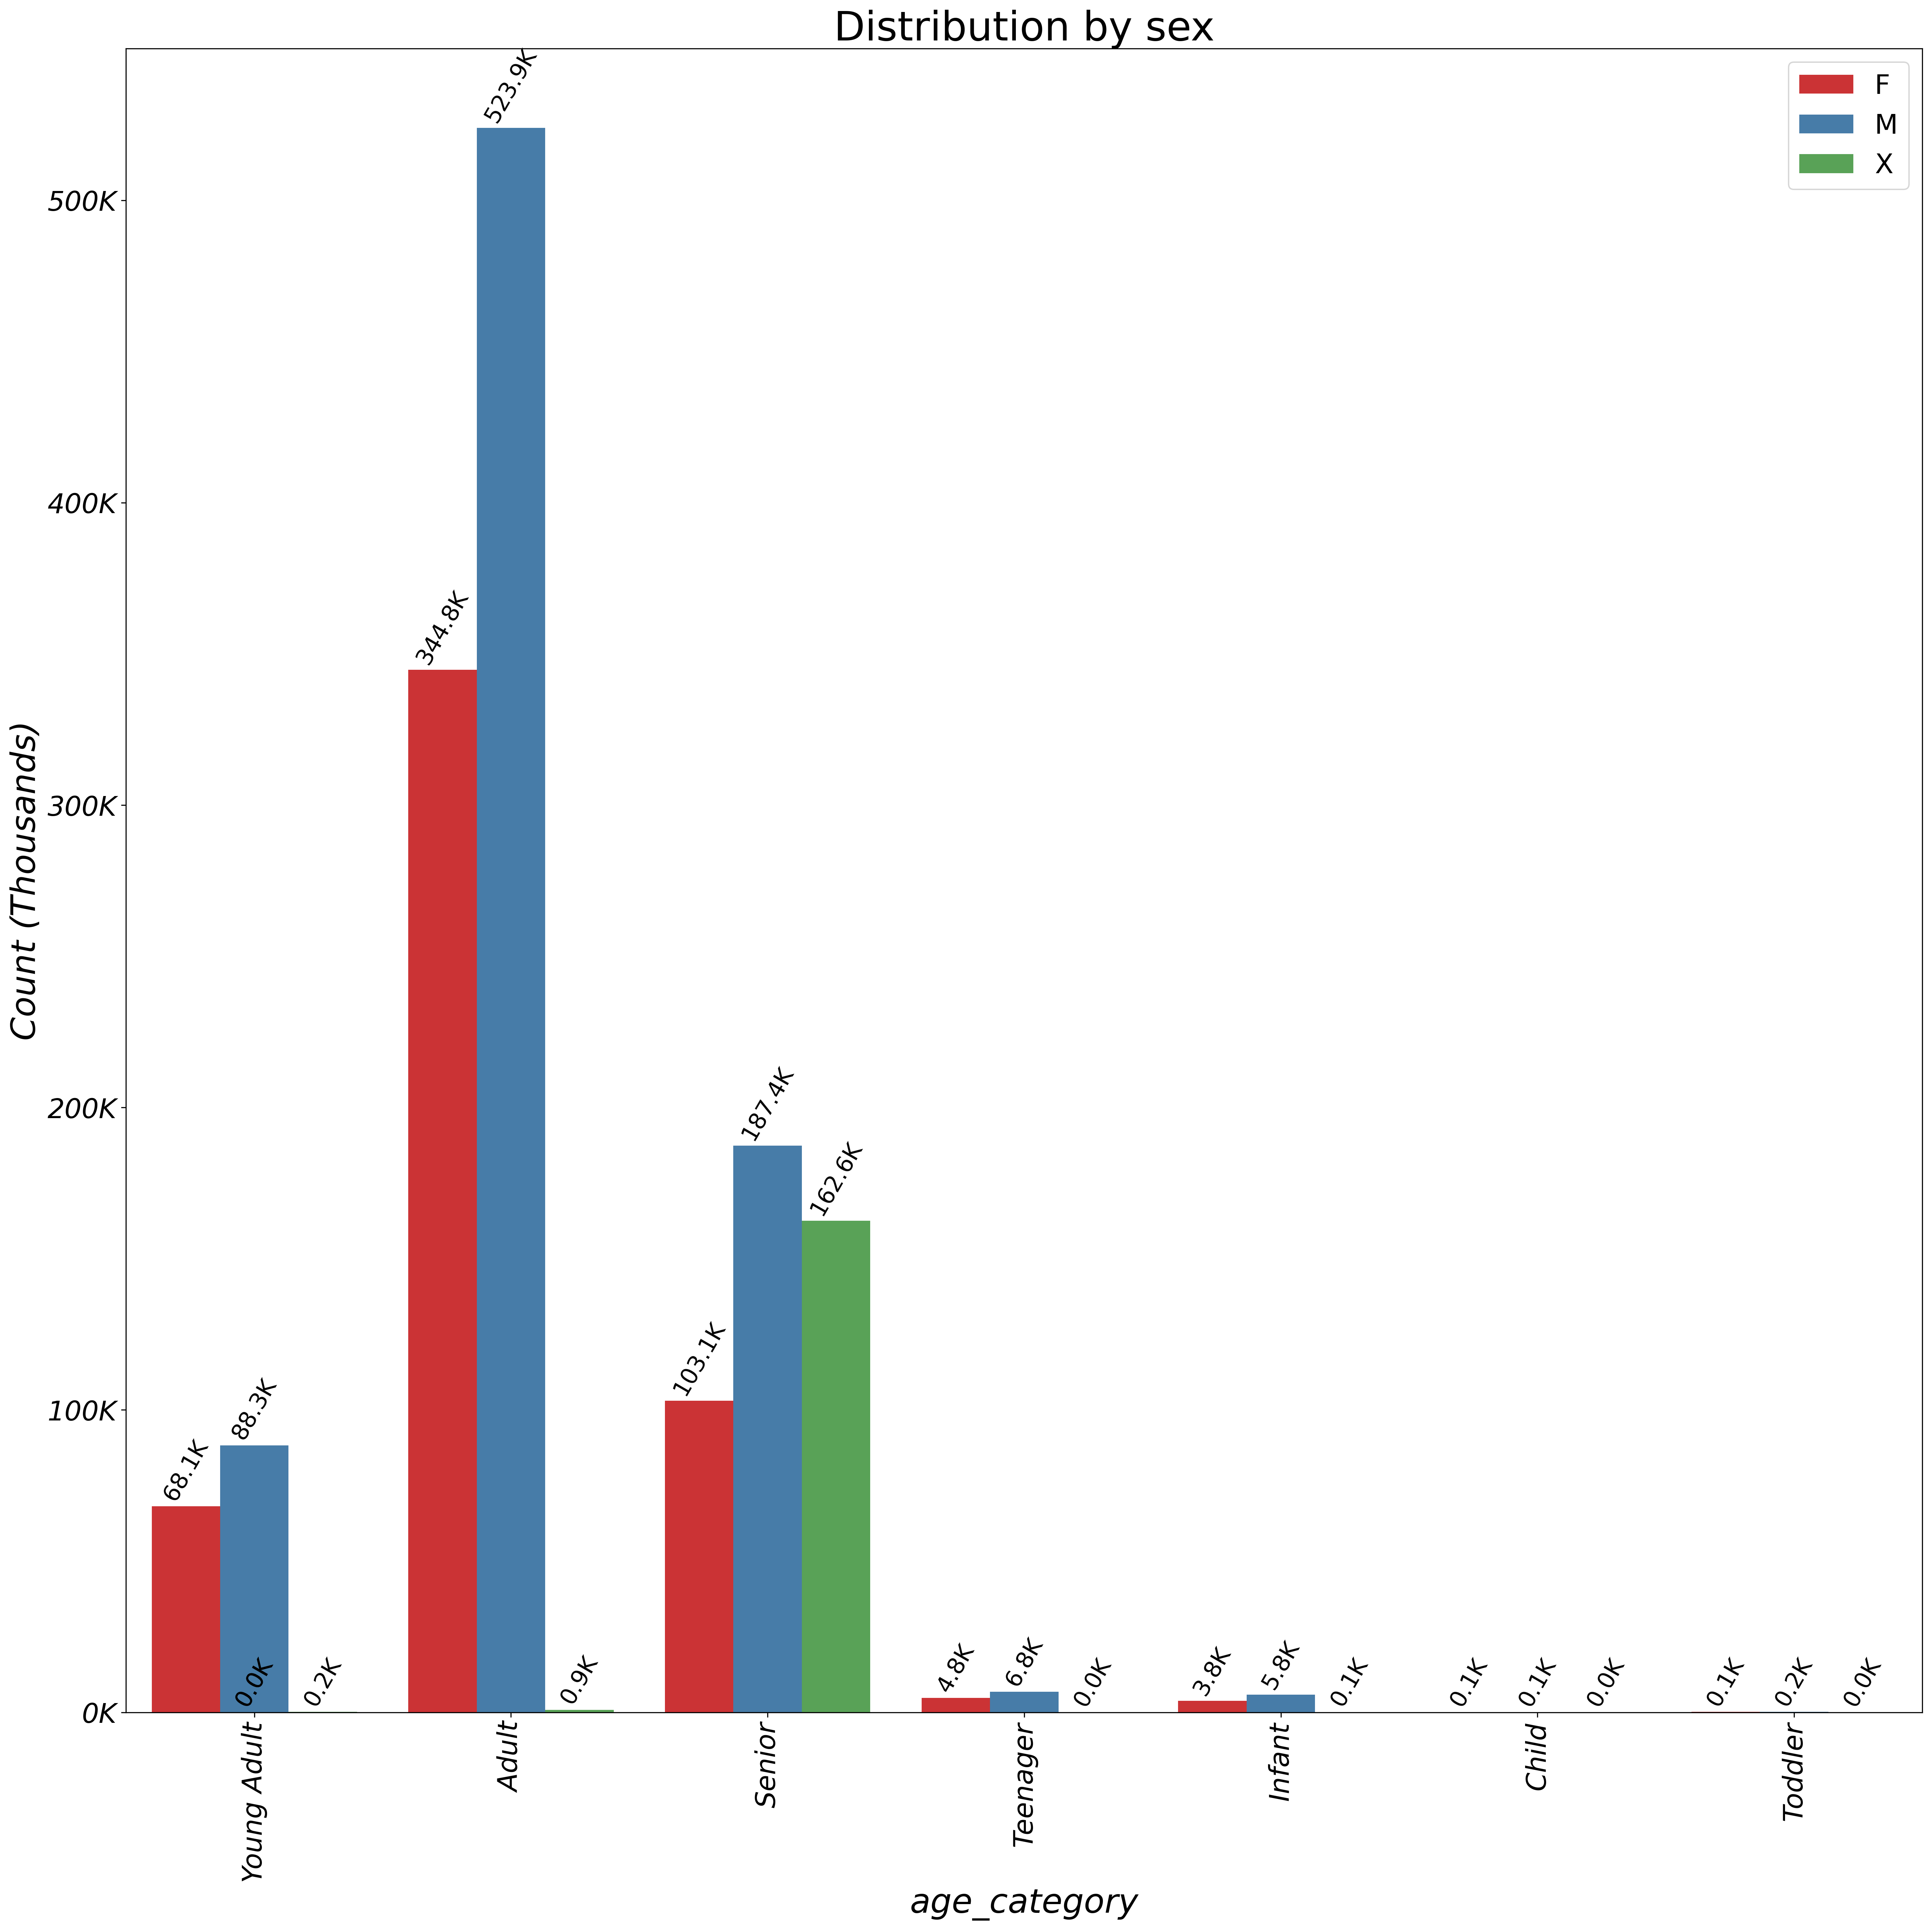 Distribution by sex
F
M
X
Count (Thousands)
500K
400K
300K
200K
100K
0K
68.1K
88.3K
0.0K
0.2K
344.8K
523.9K
0.9K
103.1K
187.4K
162.6K
4.8K
6.8K
0.0K
3.8K
5.8K
0.1K
0.1K
0.1K
0.0K
0.1K
0.2K
0.0K
Young Adult
Adult
Senior
Teenager
Infant
Child
Toddler
age_category